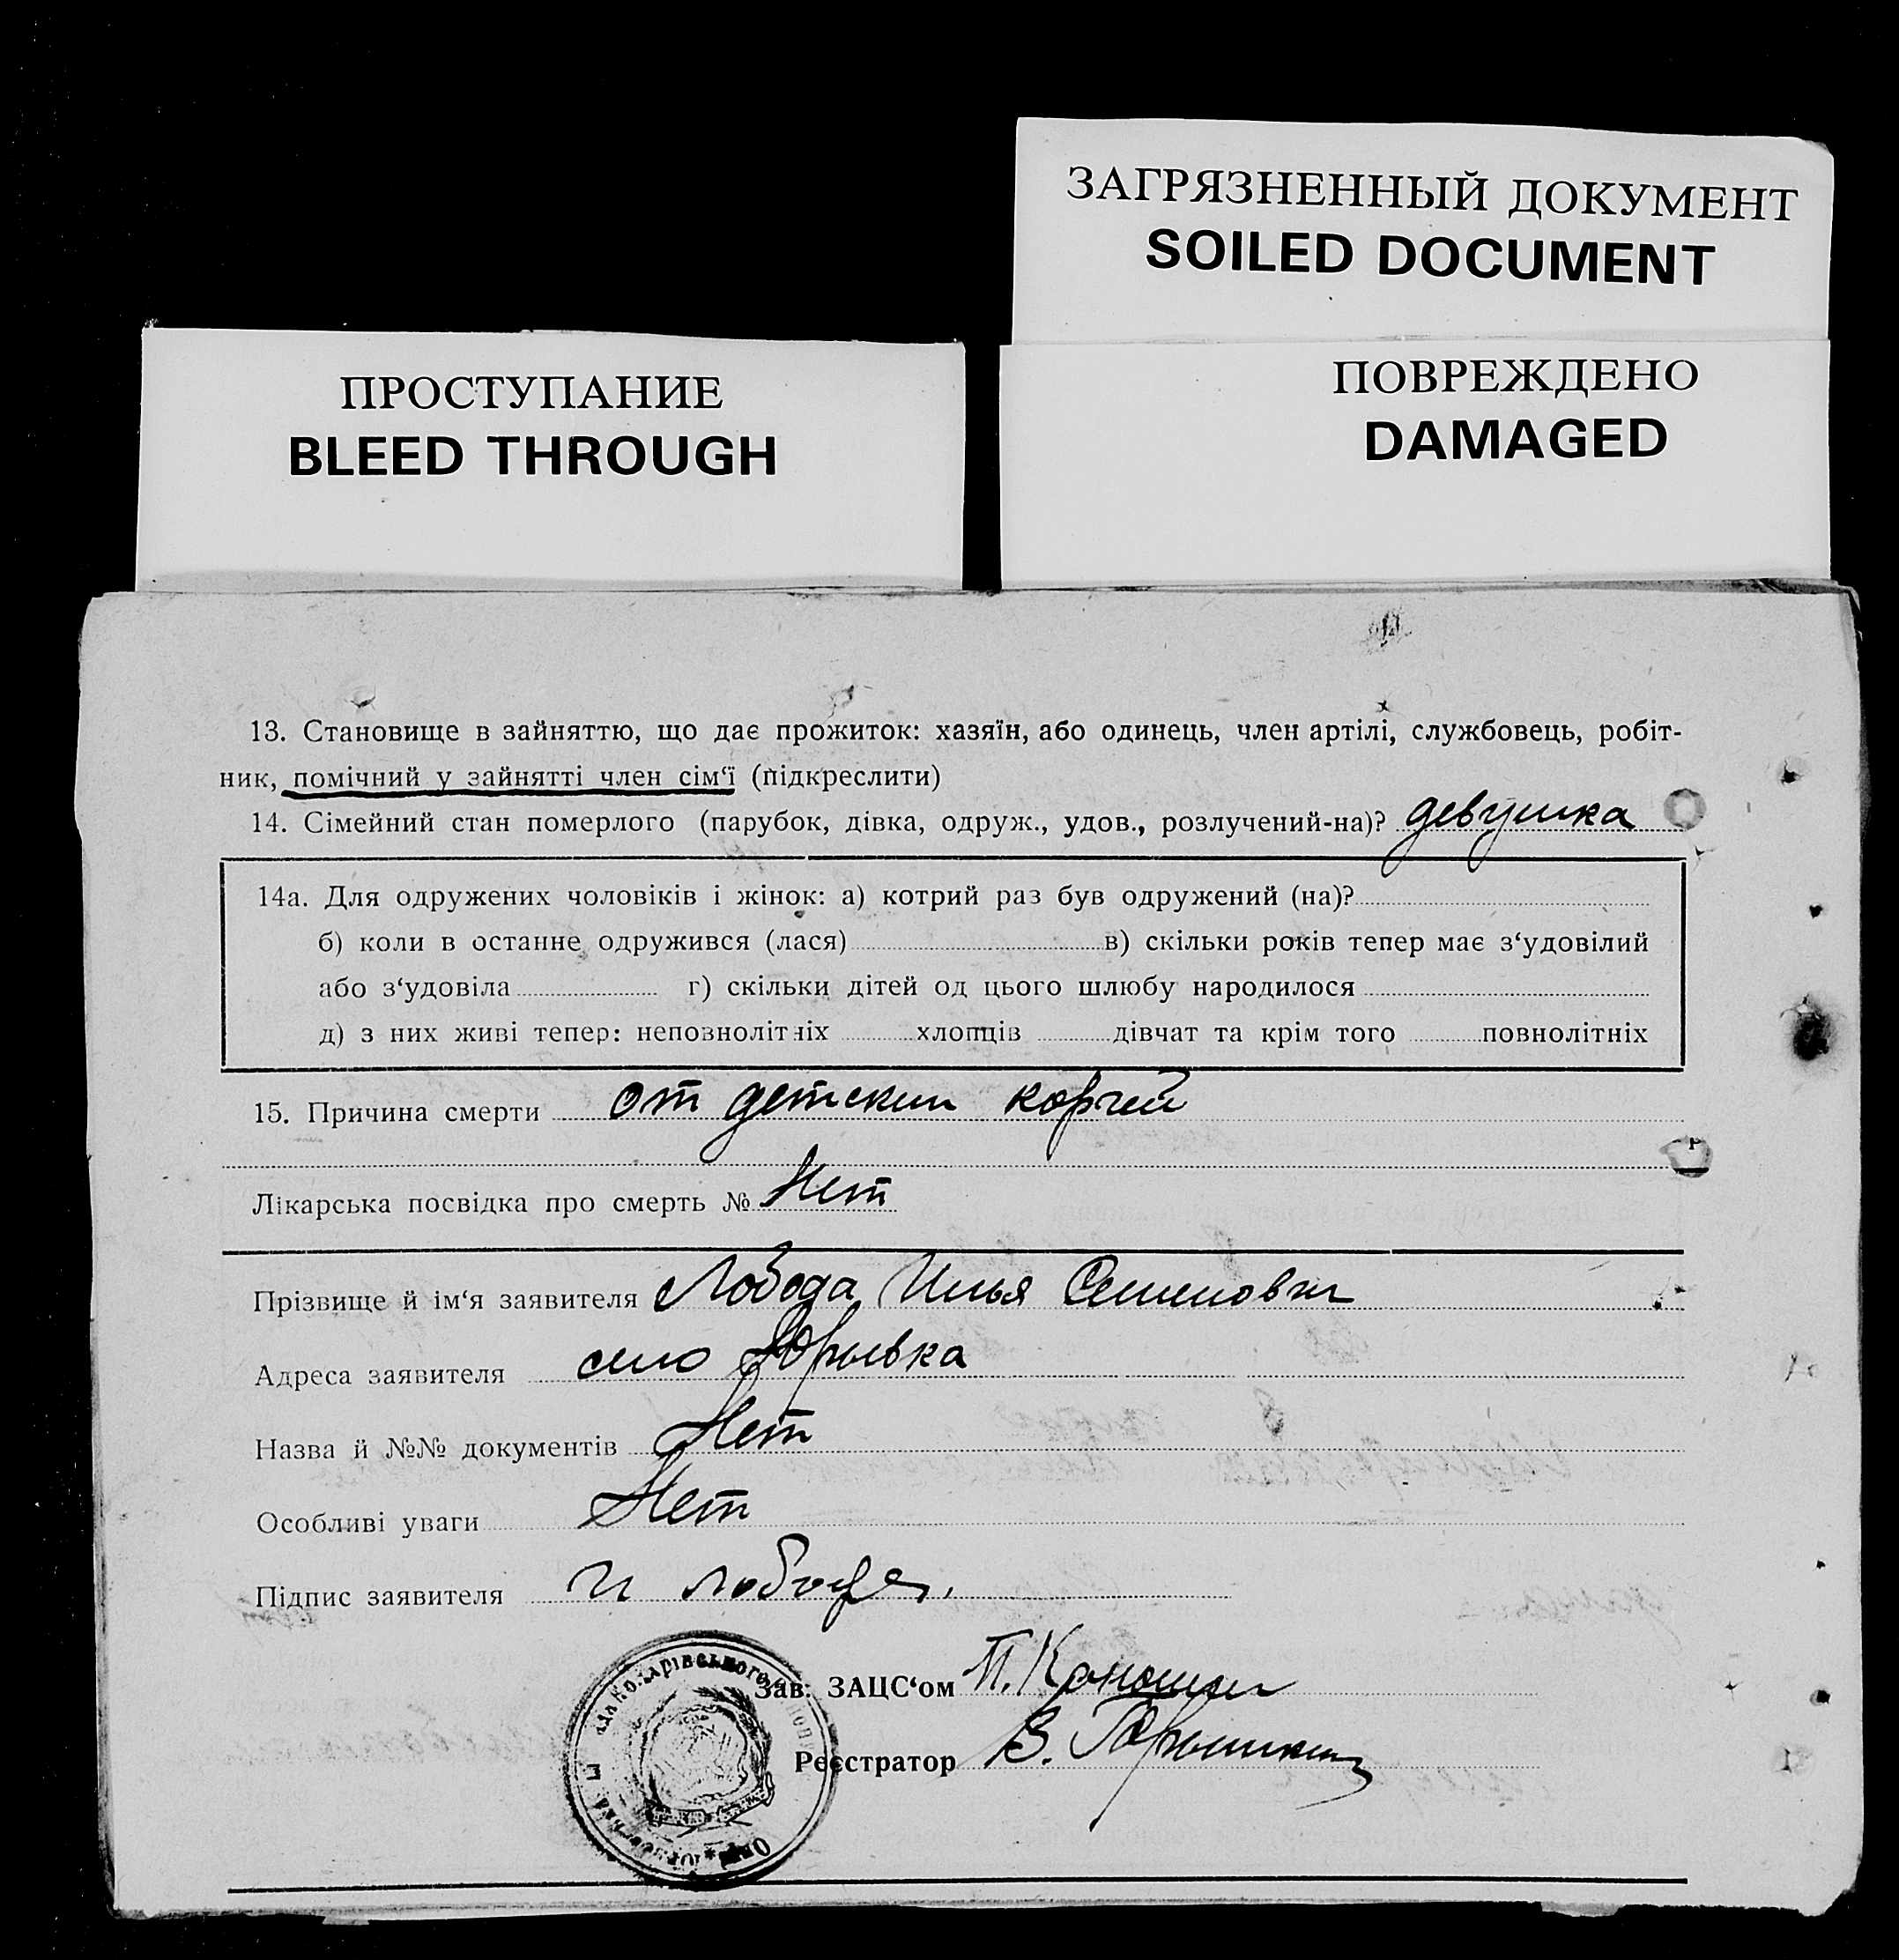 ЗАГРЯЗНЕННЫЙ ДОКУМЕНТ
SOILED DOCUMENT
ПРОСТУПАНИЕ
BLEED THROUGH
ПОВРЕЖДЕНО
DAMAGED
13. Становище в зайняттю, що дає прожиток: хазяїн, або одинець, член артілі, службовець, робіт-
ник, помічний у зайнятті член сім‘ї (підкреслити)
14. Сімейний стан померлого (парубок, дівка, одруж., удов., розлучений-на)? девушка
14а. Для одружених чоловіків і жінок: а) котрий раз був одружений (на)?
б) коли в останнє одружився (лася) в) скільки років тепер має з‘удовілий
або з‘удовіла г) скільки дітей од цього шлюбу народилося
д) з них живі тепер: неповнолітніх хлопців дівчат та крім того повнолітніх
15. Причина смерти от детских корчей
Лікарська посвідка про смерть № Нет
Прізвище й ім‘я заявителя Лобода Илья Семенович
Адреса заявителя село Юрьевка
Назва й №№ документів Нет
Особливі уваги Нет
Підпис заявителя И Лобода.
Зав. ЗАЦС‘ом П.
Реєстратор В.